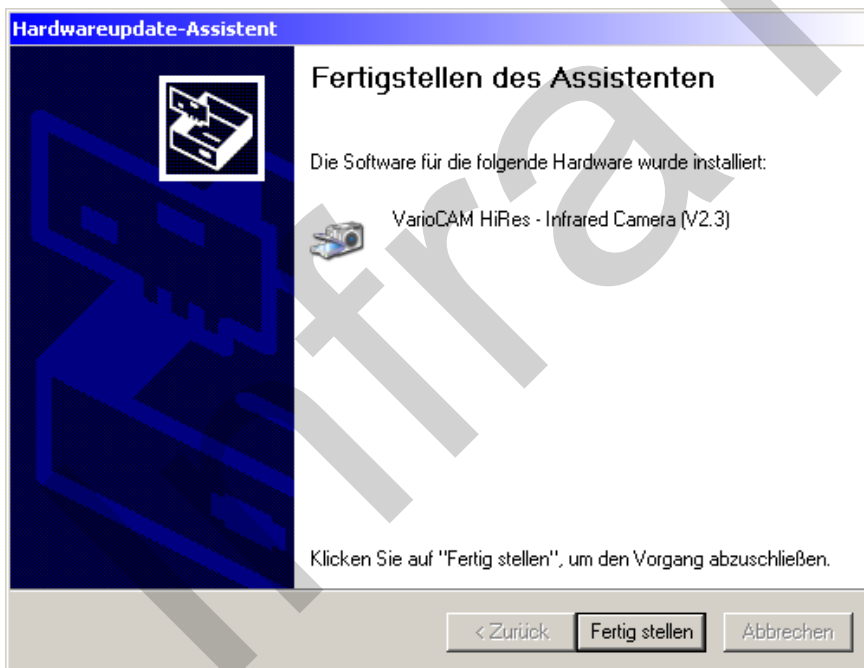 Hardwareupdate-Assistent
Fertigstellen des Assistenten
Die Software für die folgende Hardware wurde installiert:
VarioCAM HiRes - Infrared Camera (V2.3)
Klicken Sie auf "Fertig stellen", um den Vorgang abzuschließen.
< Zurück Fertig stellen Abbrechen